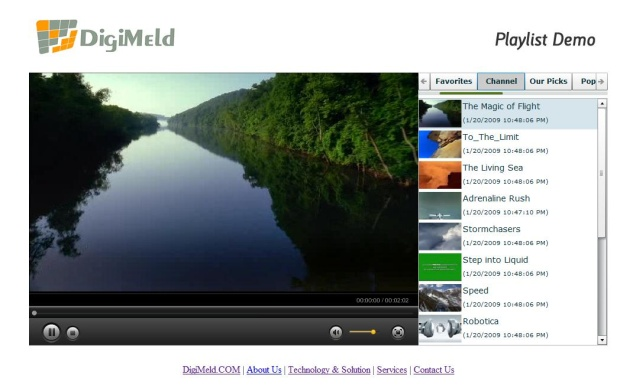 DigiMeld
Playlist Demo
Favorites
Channel
Our Picks
Pop
The Magic of Flight
(1/20/2009 10:48:06 PM)
To_The_Limit
(1/20/2009 10:48:06 PM)
The Living Sea
(1/20/2009 10:48:06 PM)
Adrenaline Rush
(1/20/2009 10:47:10 PM)
Stormchasers
(1/20/2009 10:48:06 PM)
Step into Liquid
(1/20/2009 10:48:06 PM)
Speed
(1/20/2009 10:48:06 PM)
Robotica
(1/20/2009 10:48:06 PM)
00:00:00 / 00:02:02
DigiMeld.COM | About Us | Technology & Solution | Services | Contact Us